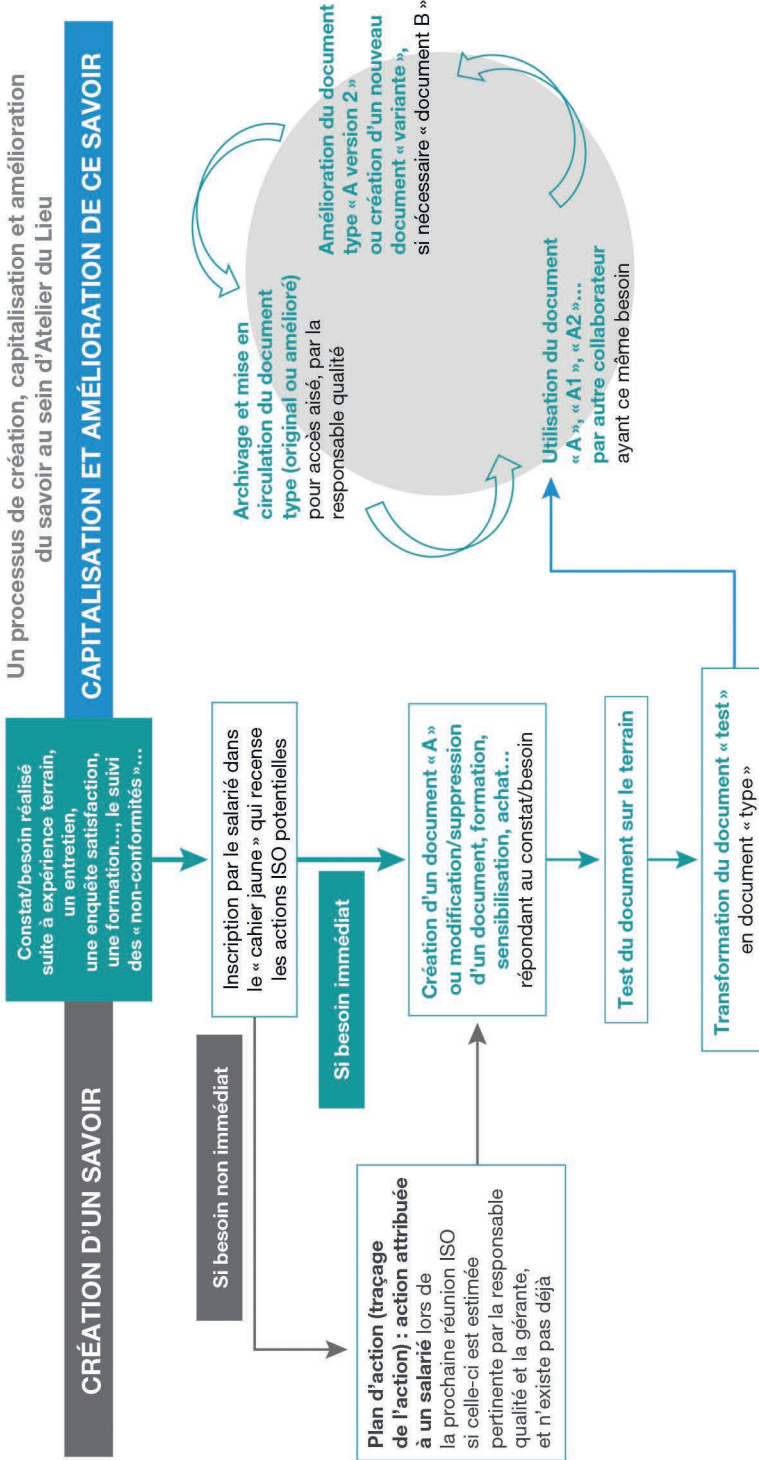 Un processus de création, capitalisation et amélioration
du savoir au sein d'Atelier du Lieu
CRÉATION D'UN SAVOIR
Constat/besoin réalisé
suite à expérience terrain,
un entretien,
une enquête satisfaction,
une formation..., le suivi
des « non-conformités »...
CAPITALISATION ET AMÉLIORATION DE CE SAVOIR
Si besoin non immédiat
Inscription par le salarié dans
le « cahier jaune » qui recense
les actions ISO potentielles
Si besoin immédiat
Plan d'action (traçage
de l'action) : action attribuée
à un salarié lors de
la prochaine réunion ISO
si celle-ci est estimée
pertinente par la responsable
qualité et la gérante,
et n'existe pas déjà
Création d'un document « A »
ou modification/suppression
d'un document, formation,
sensibilisation, achat...
répondant au constat/besoin
Test du document sur le terrain
Transformation du document « test »
en document « type »
Archivage et mise en
circulation du document
type (original ou amélioré)
pour accès aisé, par la
responsable qualité
Amélioration du document
type « A version 2 »
ou création d'un nouveau
document « variante »,
si nécessaire « document B »
Utilisation du document
« A », « A1 », « A2 »...
par autre collaborateur
ayant ce même besoin